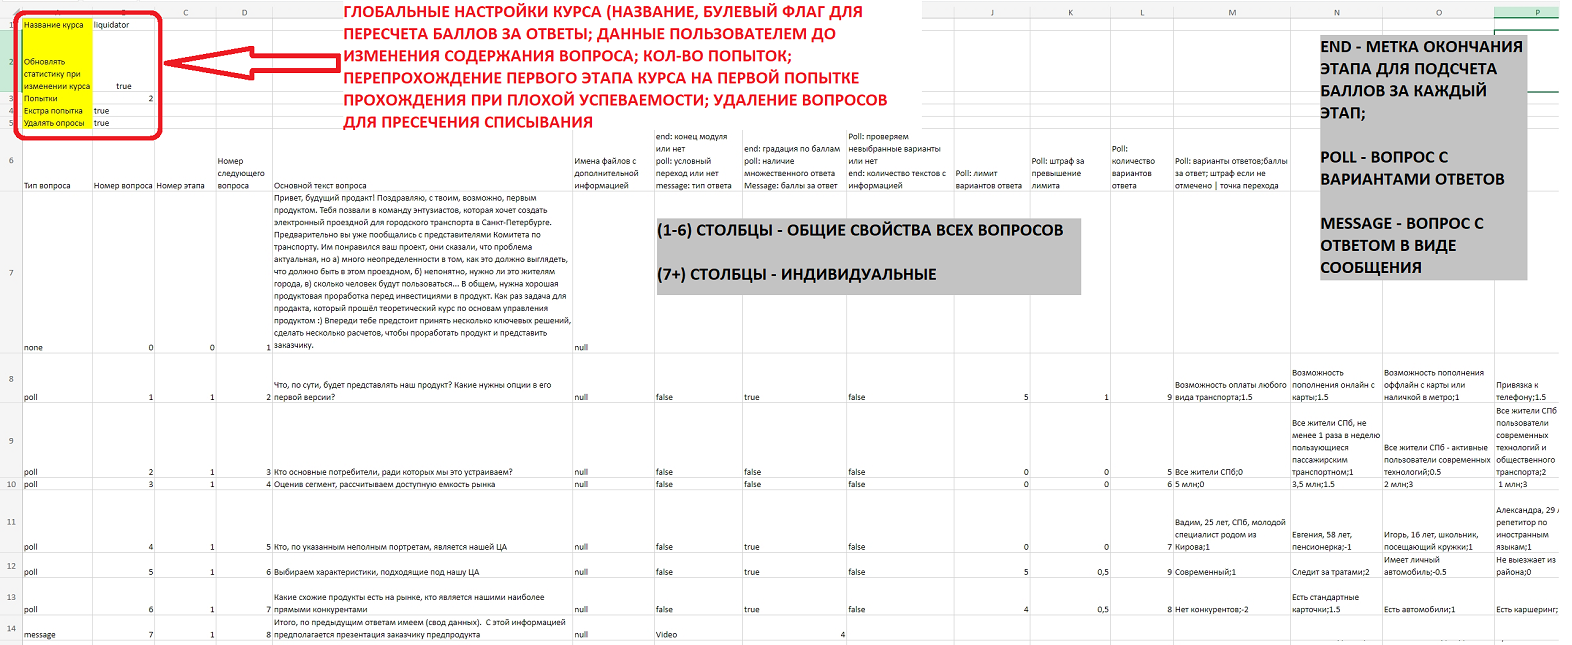 A B C D E J K L M N O P
1 Название курса liquidator
2 Обновлять
статистику при
изменении курса true
3 Попытки 2
4 Екстра попытка true
5 Удалять опросы true
ГЛОБАЛЬНЫЕ НАСТРОЙКИ КУРСА (НАЗВАНИЕ, БУЛЕВЫЙ ФЛАГ ДЛЯ
ПЕРЕСЧЕТА БАЛЛОВ ЗА ОТВЕТЫ; ДАННЫЕ ПОЛЬЗОВАТЕЛЕМ ДО
ИЗМЕНЕНИЯ СОДЕРЖАНИЯ ВОПРОСА; КОЛ-ВО ПОПЫТОК;
ПЕРЕПРОХОЖДЕНИЕ ПЕРВОГО ЭТАПА КУРСА НА ПЕРВОЙ ПОПЫТКЕ
ПРОХОЖДЕНИЯ ПРИ ПЛОХОЙ УСПЕВАЕМОСТИ; УДАЛЕНИЕ ВОПРОСОВ
ДЛЯ ПРЕСЕЧЕНИЯ СПИСЫВАНИЯ
END - МЕТКА ОКОНЧАНИЯ
ЭТАПА ДЛЯ ПОДСЧЕТА
БАЛЛОВ ЗА КАЖДЫЙ
ЭТАП;
POLL - ВОПРОС С
ВАРИАНТАМИ ОТВЕТОВ
MESSAGE - ВОПРОС С
ОТВЕТОМ В ВИДЕ
СООБЩЕНИЯ
6
Тип вопроса
Номер вопроса
Номер этапа
Номер
следующего
вопроса
Основной текст вопроса
Имена файлов с
дополнительной
информацией
end: конец модуля
или нет
poll: условный
переход или нет
message: тип ответа
end: градация по баллам
poll: наличие
множественного ответа
Message: баллы за ответ
Poll: проверяем
невыбранные варианты
или нет
end: количество текстов с
информацией
Poll: лимит
вариантов ответа
Poll: штраф за
превышение
лимита
Poll:
количество
вариантов
ответа
Poll: варианты ответов;баллы
за ответ; штраф если не
отмечено | точка перехода
(1-6) СТОЛБЦЫ - ОБЩИЕ СВОЙСТВА ВСЕХ ВОПРОСОВ
(7+) СТОЛБЦЫ - ИНДИВИДУАЛЬНЫЕ
7
none 0 0 1
Привет, будущий продакт! Поздравляю, с твоим, возможно, первым
продуктом. Тебя позвали в команду энтузиастов, которая хочет создать
электронный проездной для городского транспорта в Санкт-Петербурге.
Предварительно вы уже пообщались с представителями Комитета по
транспорту. Им понравился ваш проект, они сказали, что проблема
актуальная, но а) много неопределенности в том, как это должно выглядеть,
что должно быть в этом проездном, б) непонятно, нужно ли это жителям
города, в) сколько человек будут пользоваться... В общем, нужна хорошая
продуктовая проработка перед инвестициями в продукт. Как раз задача для
продакта, который прошёл теоретический курс по основам управления
продуктом :) Впереди тебе предстоит принять несколько ключевых решений,
сделать несколько расчетов, чтобы проработать продукт и представить
заказчику.
null
8
poll 1 1 2
Что, по сути, будет представлять наш продукт? Какие нужны опции в его
первой версии?
null false true false 5 1 9
Возможность оплаты любого
вида транспорта;1.5
Возможность
пополнения онлайн с
карты;1.5
Возможность пополнения
оффлайн с карты или
наличкой в метро;1
Привязка к
телефону;1.5
9
poll 2 1 3 Кто основные потребители, ради которых мы это устраиваем?
null false false false 0 0 5 Все жители СПб;0
Все жители СПб, не
менее 1 раза в неделю
пользующиеся
пассажирским
транспортном;1
Все жители СПб - активные
пользователи современных
технологий;0.5
Все жители СПб
пользователи
современных
технологий и
общественного
транспорта;2
10 poll 3 1 4 Оценив сегмент, рассчитываем доступную емкость рынка null false false false 0 0 6 5 млн;0 3,5 млн;1.5 2 млн;3 1 млн;3
11
poll 4 1 5 Кто, по указанным неполным портретам, является нашей ЦА
null false true false 0 0 7
Вадим, 25 лет, СПб, молодой
специалист родом из
Кирова;1
Евгения, 58 лет,
пенсионерка;-1
Игорь, 16 лет, школьник,
посещающий кружки;1
Александра, 29
репетитор по
иностранным
языкам;1
12
poll 5 1 6 Выбираем характеристики, подходящие под нашу ЦА
null false true false 5 0,5 9 Современный;1 Следит за тратами;2
Имеет личный
автомобиль;-0.5
Не выезжает из
района;0
13
poll 6 1 7
Какие схожие продукты есть на рынке, кто является нашими наиболее
прямыми конкурентами
null false true false 4 0,5 8 Нет конкурентов;-2
Есть стандартные
карточки;1.5
Есть автомобили;1 Есть каршеринг;
14
message 7 1 8
Итого, по предыдущим ответам имеем (свод данных). С этой информацией
предполагается презентация заказчику предпродукта
null Video 4